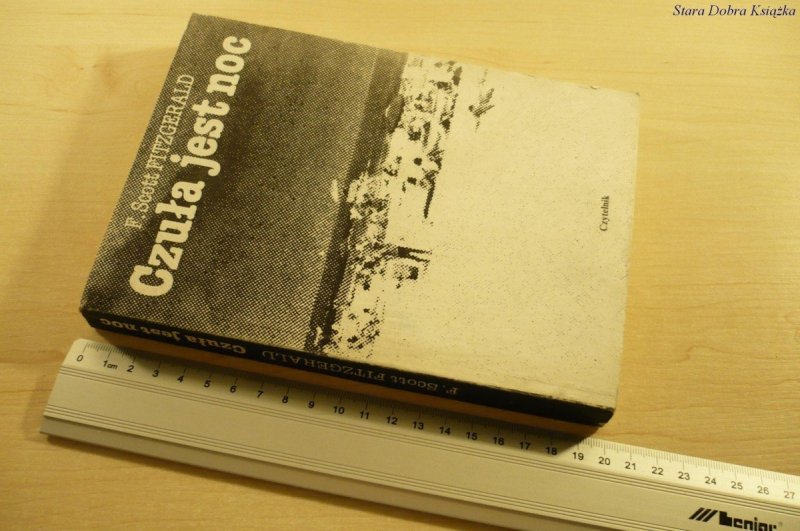 Stara Dobra Książka
F. Scott FITZGERALD
Czuła jest noc
Czytelnik
F. Scott FITZGERALD Czuła jest noc
0 1cm 2 3 4 5 6 7 8 9 10 11 12 13 14 15 16 17 18 19 20 21 22 23 24 25 26 27